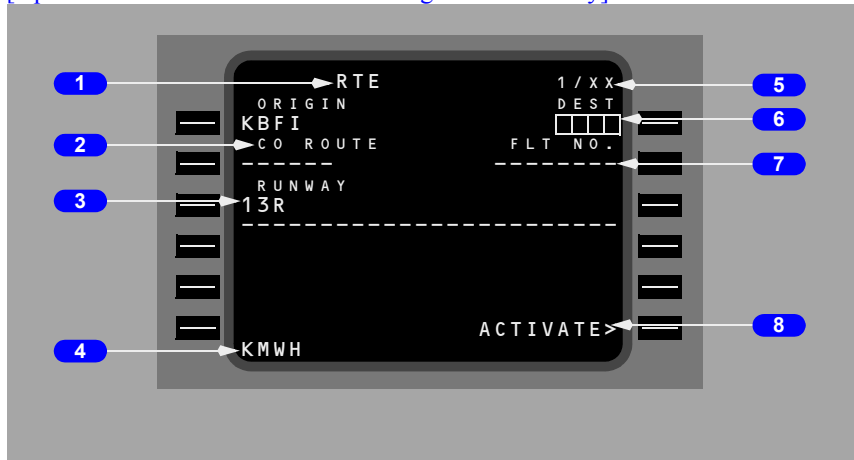 1 RTE 1/XX 5
ORIGIN DEST
KBFI 6
2 CO ROUTE FLT NO.
------ -------- 7
RUNWAY
3 13R
------------------------
ACTIVATE> 8
4 KMWH